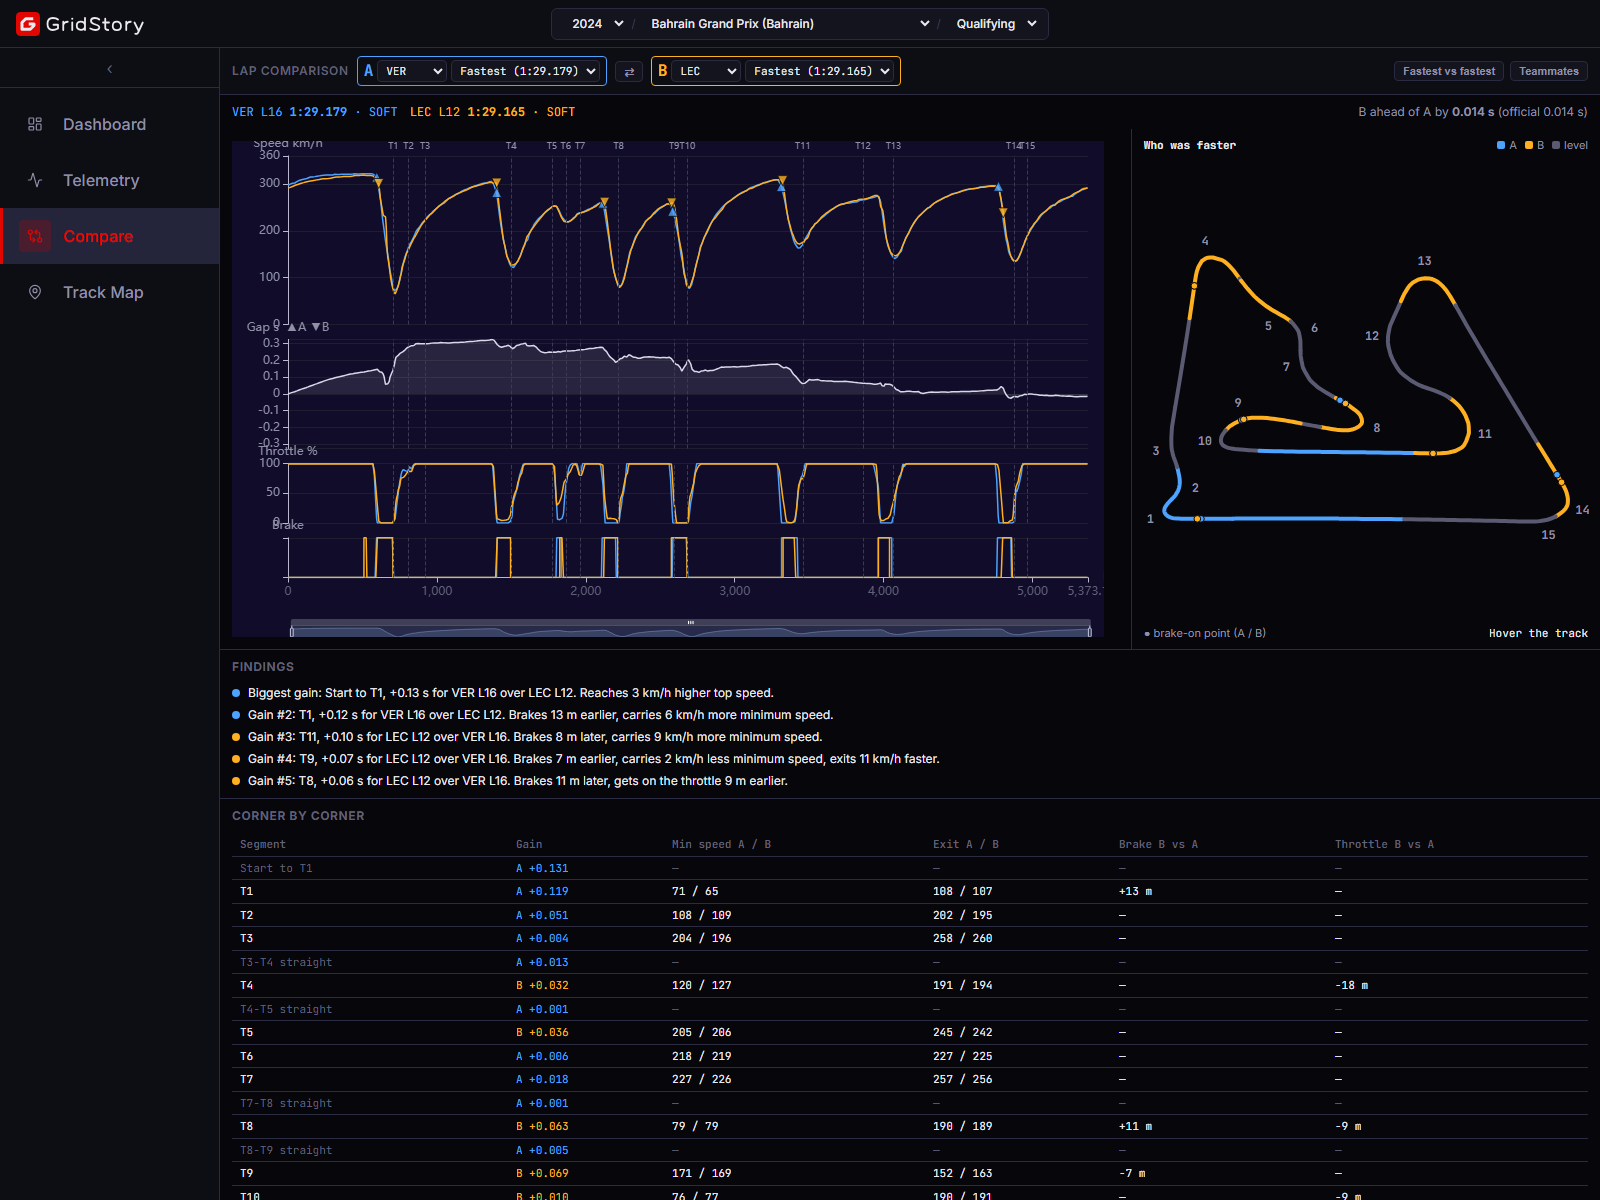 GridStory
2024 / Bahrain Grand Prix (Bahrain) / Qualifying
LAP COMPARISON A VER Fastest (1:29.179) B LEC Fastest (1:29.165) Fastest vs fastest Teammates
Dashboard
Telemetry
Compare
Track Map
VER L16 1:29.179 · SOFT LEC L12 1:29.165 · SOFT
B ahead of A by 0.014 s (official 0.014 s)
Speed km/h
T1 T2 T3 T4 T5 T6 T7 T8 T9 T10 T11 T12 T13 T14 T15
360
300
200
100
0
Gap s ▲A ▼B
0.3
0.2
0.1
0
-0.1
-0.2
-0.3
Throttle %
100
50
0
Brake
0 1,000 2,000 3,000 4,000 5,000 5,373.
Who was faster
A B level
4
13
5
6
12
7
9
8
11
10
3
2
1
14
15
brake-on point (A / B)
Hover the track
FINDINGS
Biggest gain: Start to T1, +0.13 s for VER L16 over LEC L12. Reaches 3 km/h higher top speed.
Gain #2: T1, +0.12 s for VER L16 over LEC L12. Brakes 13 m earlier, carries 6 km/h more minimum speed.
Gain #3: T11, +0.10 s for LEC L12 over VER L16. Brakes 8 m later, carries 9 km/h more minimum speed.
Gain #4: T9, +0.07 s for LEC L12 over VER L16. Brakes 7 m earlier, carries 2 km/h less minimum speed, exits 11 km/h faster.
Gain #5: T8, +0.06 s for LEC L12 over VER L16. Brakes 11 m later, gets on the throttle 9 m earlier.
CORNER BY CORNER
Segment Gain Min speed A / B Exit A / B Brake B vs A Throttle B vs A
Start to T1 A +0.131 — — — —
T1 A +0.119 71 / 65 108 / 107 +13 m —
T2 A +0.051 108 / 109 202 / 195 — —
T3 A +0.004 204 / 196 258 / 260 — —
T3-T4 straight A +0.013 — — — —
T4 B +0.032 120 / 127 191 / 194 — -18 m
T4-T5 straight A +0.001 — — — —
T5 B +0.036 205 / 206 245 / 242 — —
T6 A +0.006 218 / 219 227 / 225 — —
T7 A +0.018 227 / 226 257 / 256 — —
T7-T8 straight A +0.001 — — — —
T8 B +0.063 79 / 79 190 / 189 +11 m -9 m
T8-T9 straight A +0.005 — — — —
T9 B +0.069 171 / 169 152 / 163 -7 m —
T10 B +0.010 76 / 77 190 / 191 — -9 m